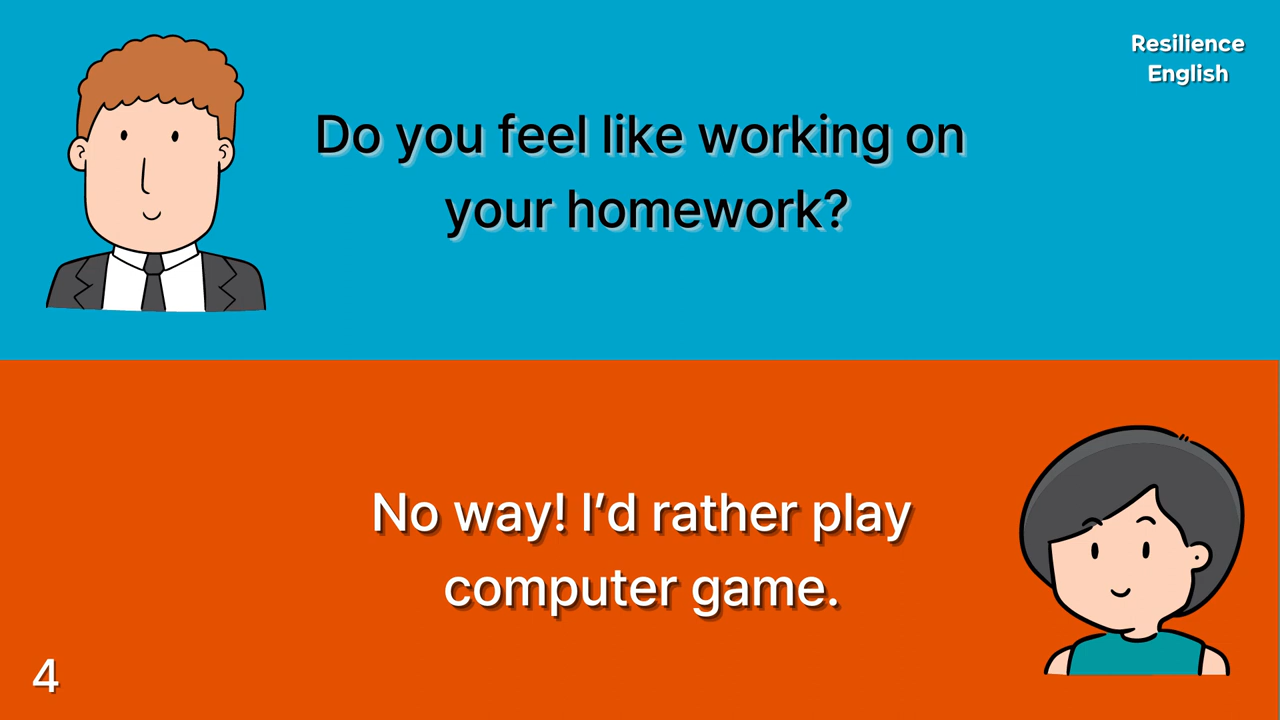 Resilience
English
Do you feel like working on
your homework?
No way! I’d rather play
computer game.
4